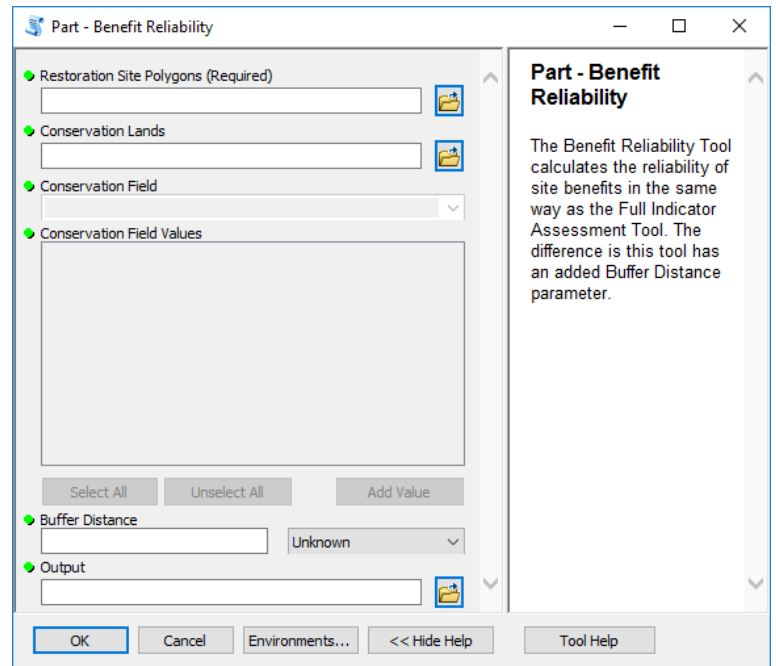 Part - Benefit Reliability
Restoration Site Polygons (Required)
Conservation Lands
Conservation Field
Conservation Field Values
Select All
Unselect All
Add Value
Buffer Distance
Unknown
Output
Part - Benefit
Reliability
The Benefit Reliability Tool
calculates the reliability of
site benefits in the same
way as the Full Indicator
Assessment Tool. The
difference is this tool has
an added Buffer Distance
parameter.
OK
Cancel
Environments...
<< Hide Help
Tool Help